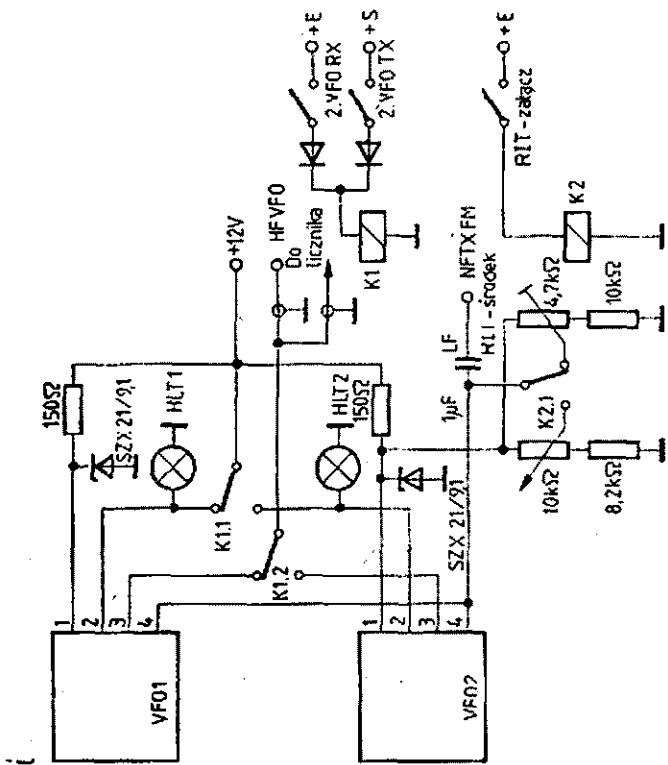 VFO1
1
2
3
4
VFO2
1
2
3
4
150Ω
SZX 21/9,1
HLT1
K1.1
K1.2
HLT2
150Ω
SZX 21/9,1
+12V
HF VFO
Do
licznika
2.VFO RX
+E
2.VFO TX
+S
K1
1µF
LF
NFTX FM
RIT-środek
K2.1
10kΩ
8,2kΩ
4,7kΩ
10kΩ
K2
RIT-załącz
+E